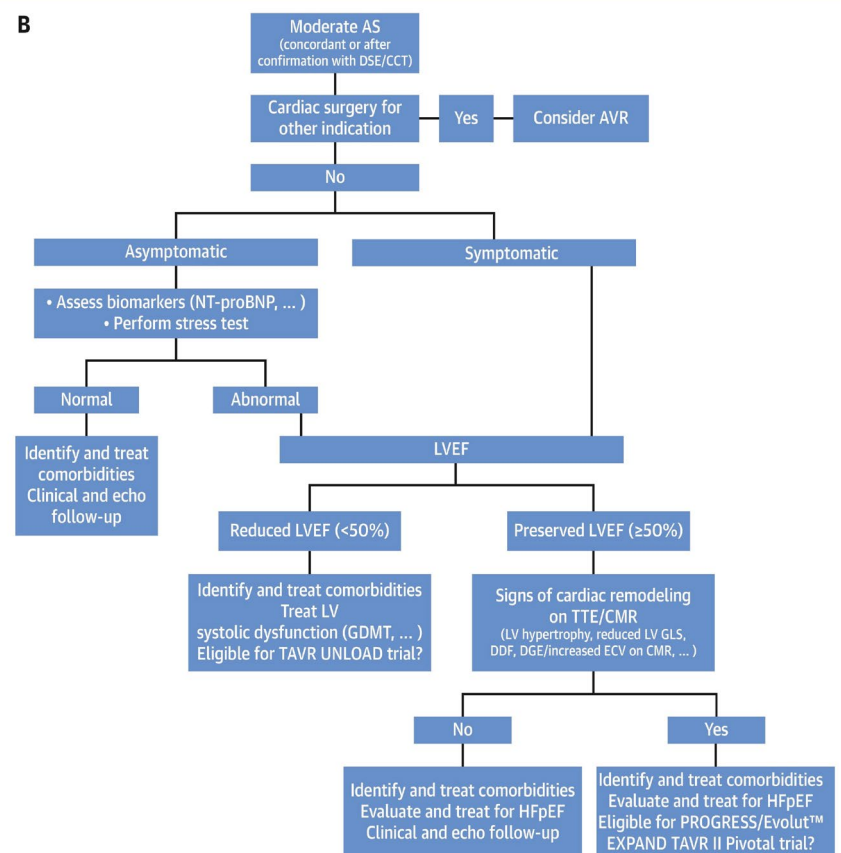 B
Moderate AS
(concordant or after
confirmation with DSE/CCT)
Cardiac surgery for
other indication
Yes
Consider AVR
No
Asymptomatic
Symptomatic
• Assess biomarkers (NT-proBNP, ... )
• Perform stress test
Normal
Abnormal
Identify and treat
comorbidities
Clinical and echo
follow-up
LVEF
Reduced LVEF (<50%)
Preserved LVEF (≥50%)
Identify and treat comorbidities
Treat LV
systolic dysfunction (GDMT, ... )
Eligible for TAVR UNLOAD trial?
Signs of cardiac remodeling
on TTE/CMR
(LV hypertrophy, reduced LV GLS,
DDF, DGE/increased ECV on CMR, ... )
No
Yes
Identify and treat comorbidities
Evaluate and treat for HFpEF
Clinical and echo follow-up
Identify and treat comorbidities
Evaluate and treat for HFpEF
Eligible for PROGRESS/Evolut™
EXPAND TAVR II Pivotal trial?